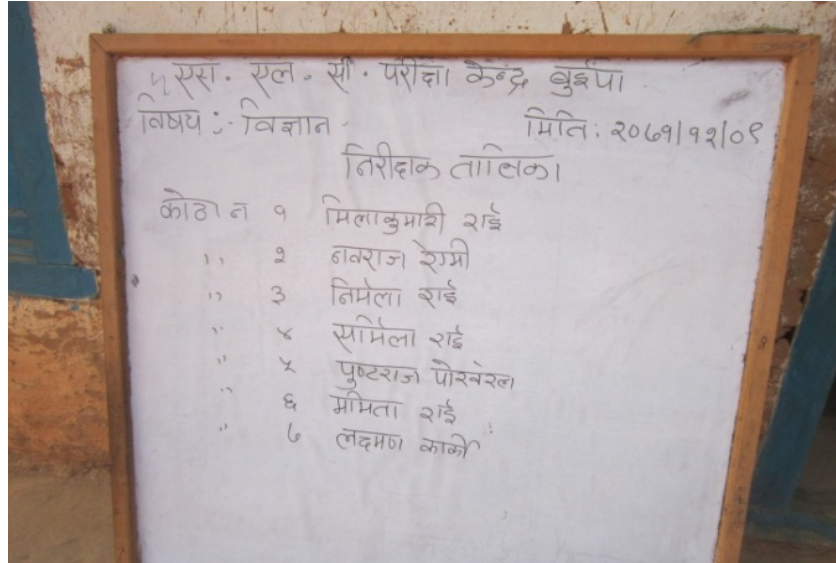 एस. एल. सी. परीक्षा केन्द्र बुईपा
विषय :- विज्ञान
मिति: २०७१/१२/०९
निरीक्षक तालिका
कोठा न १ मिलाकुमारी राई
,, २ नवराज रेग्मी
,, ३ निर्मला राई
,, ४ सर्मिला राई
,, ५ पुष्टराज पोखरेल
,, ६ ममिता राई
,, ७ लक्ष्मण कार्की